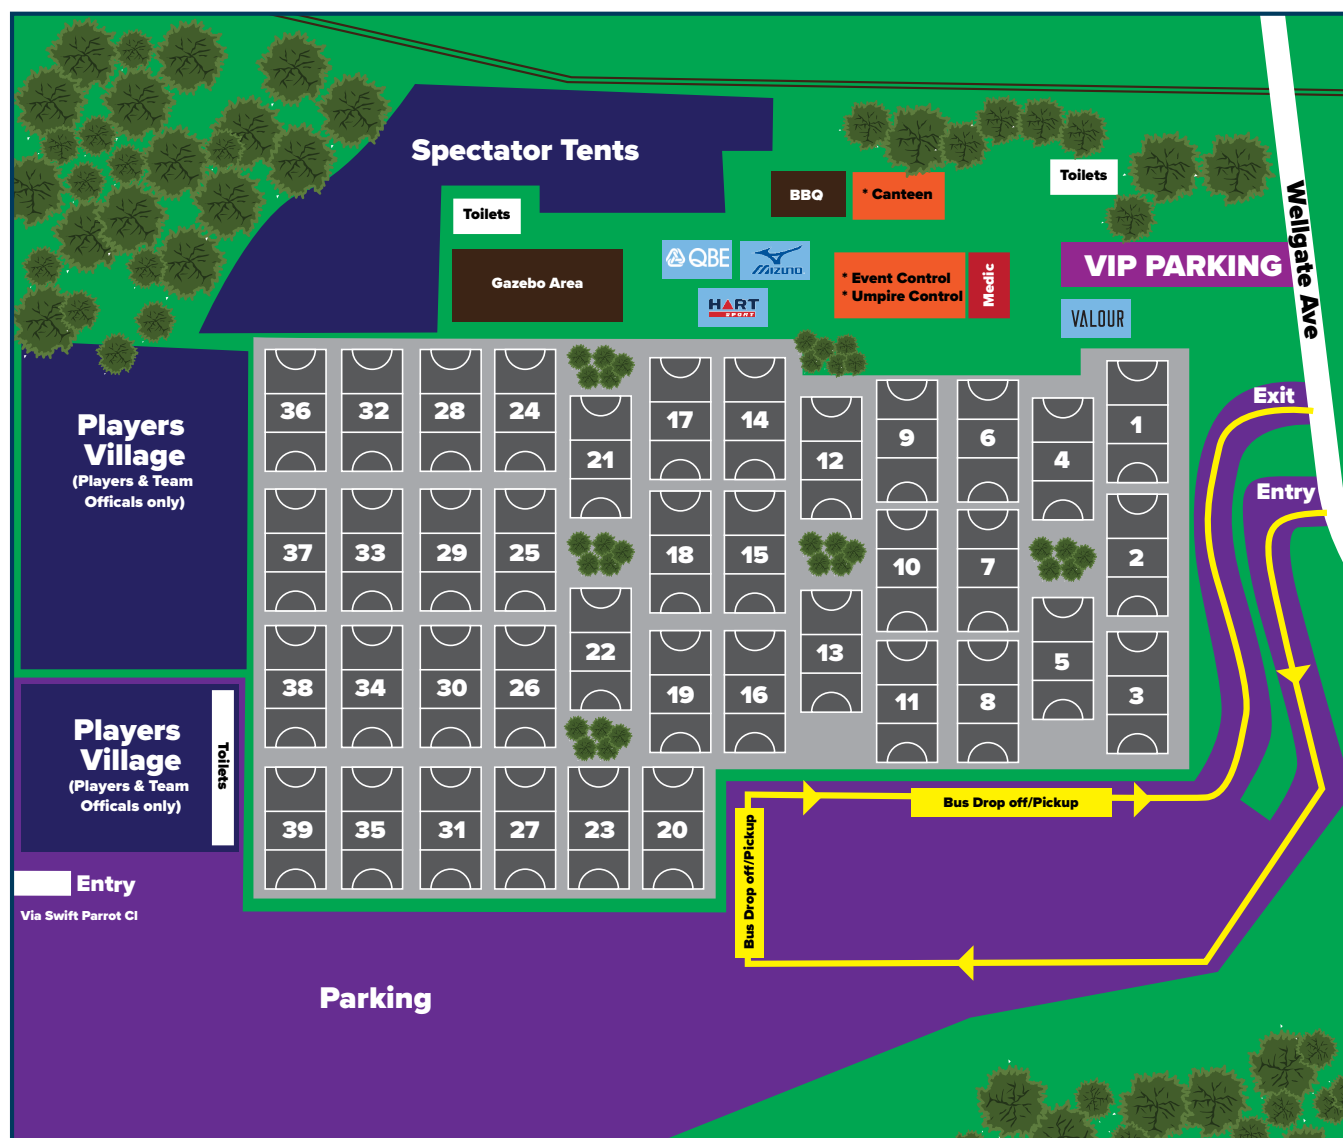 Spectator Tents
Toilets
BBQ
* Canteen
Toilets
Wellgate Ave
Toilets
Gazebo Area
QBE
MIZUNO
HART
SPORT
* Event Control
* Umpire Control
Medic
VIP PARKING
VALOUR
Players
Village
(Players & Team
Officals only)
36
32
28
24
21
17
14
12
9
6
4
1
Exit
Entry
37
33
29
25
18
15
10
7
2
22
13
5
38
34
30
26
19
16
11
8
3
Players
Village
(Players & Team
Officals only)
39
35
31
27
23
20
Bus Drop off/Pickup
Bus Drop off/Pickup
Entry
Via Swift Parrot Cl
Parking